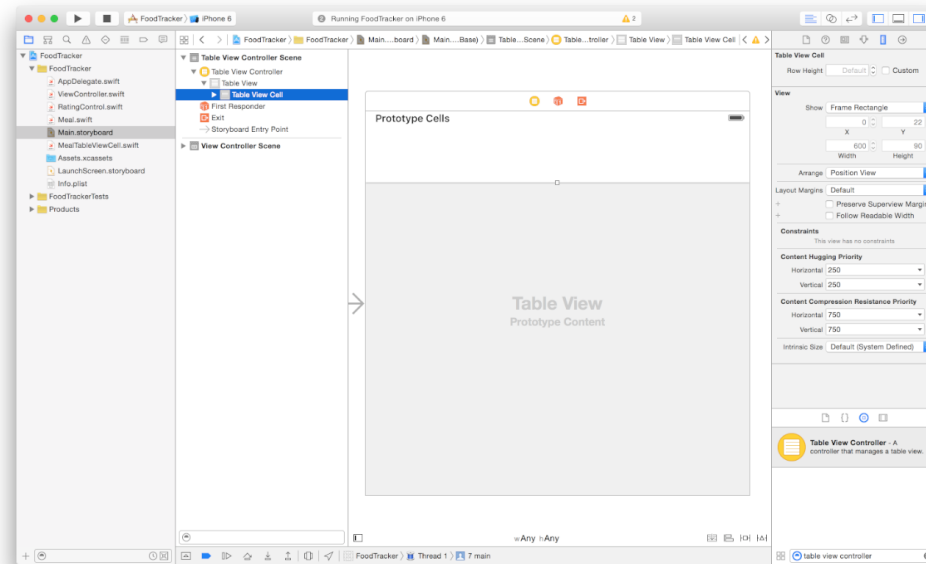 FoodTracker 〉 iPhone 6
Running FoodTracker on iPhone 6
2
FoodTracker 〉 FoodTracker 〉 Main....board 〉 Main....Base) 〉 Table...Scene 〉 Table...troller 〉 Table View 〉 Table View Cell
FoodTracker
FoodTracker
AppDelegate.swift
ViewController.swift
RatingControl.swift
Meal.swift
Main.storyboard
MealTableViewCell.swift
Assets.xcassets
LaunchScreen.storyboard
Info.plist
FoodTrackerTests
Products
Table View Controller Scene
Table View Controller
Table View
Table View Cell
First Responder
Exit
Storyboard Entry Point
View Controller Scene
Prototype Cells
Table View
Prototype Content
wAny hAny
FoodTracker 〉 Thread 1 〉 7 main
Table View Cell
Row Height Default Custom
View
Show Frame Rectangle
0 22
X Y
600 90
Width Height
Arrange Position View
Layout Margins Default
Preserve Superview Margin
Follow Readable Width
Constraints
This view has no constraints
Content Hugging Priority
Horizontal 250
Vertical 250
Content Compression Resistance Priority
Horizontal 750
Vertical 750
Intrinsic Size Default (System Defined)
Table View Controller - A
controller that manages a table view.
table view controller